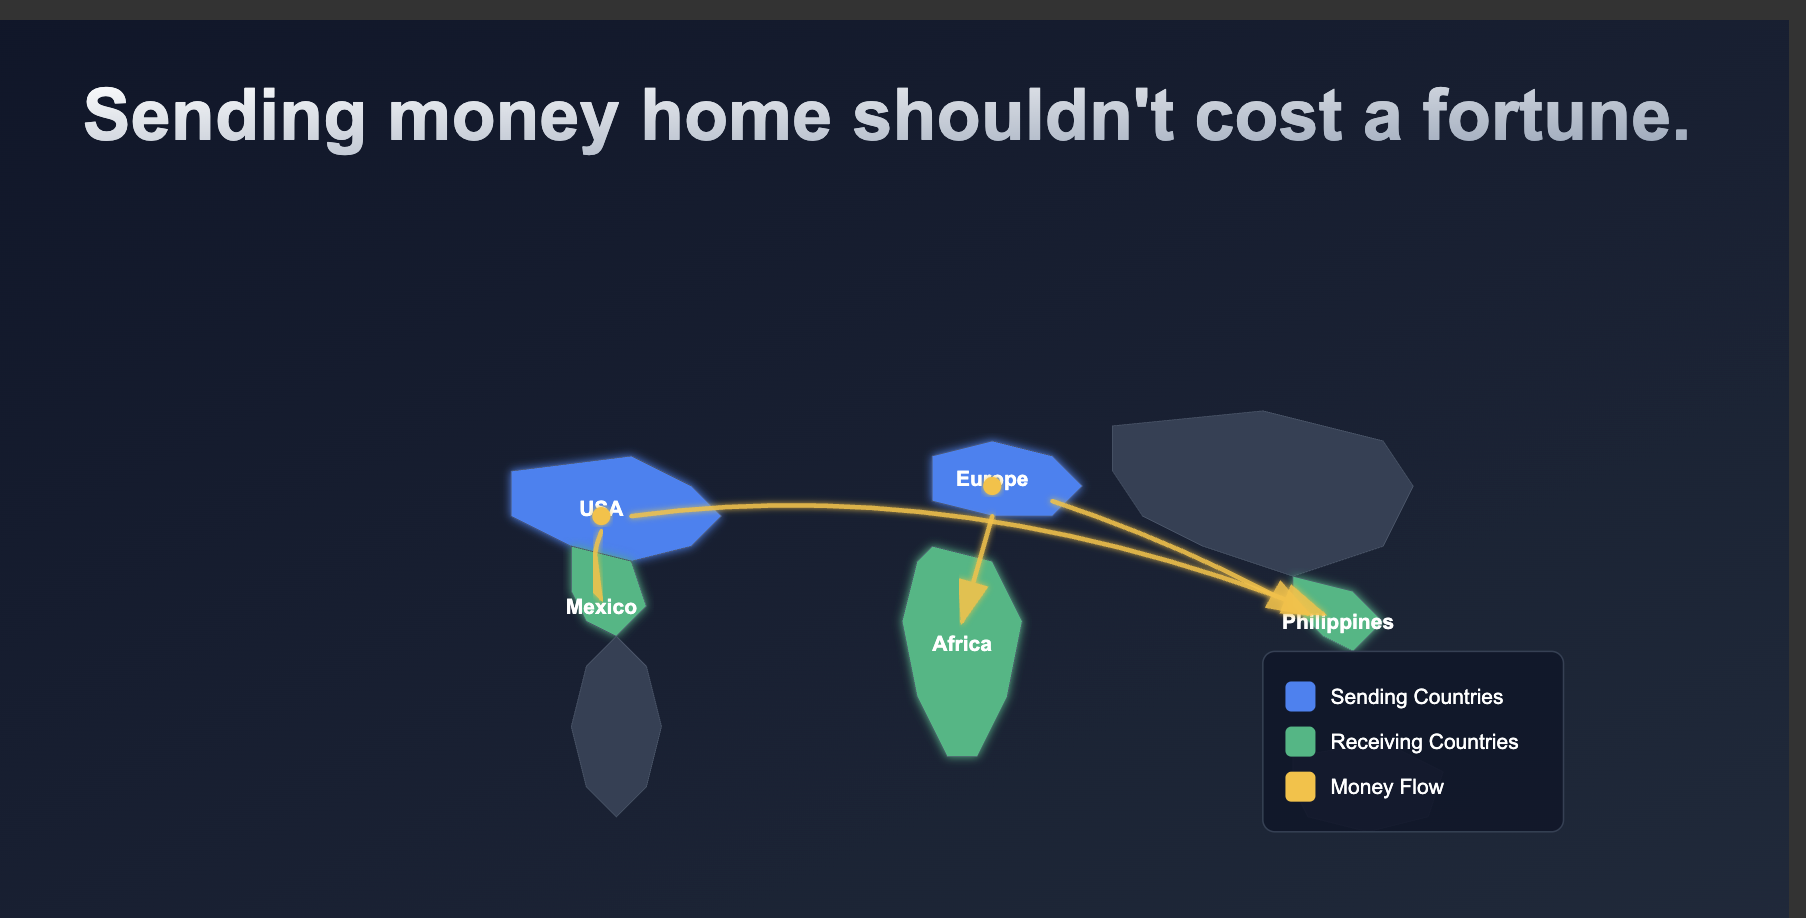 Sending money home shouldn't cost a fortune.
Europe
USA
Mexico
Philippines
Africa
Sending Countries
Receiving Countries
Money Flow